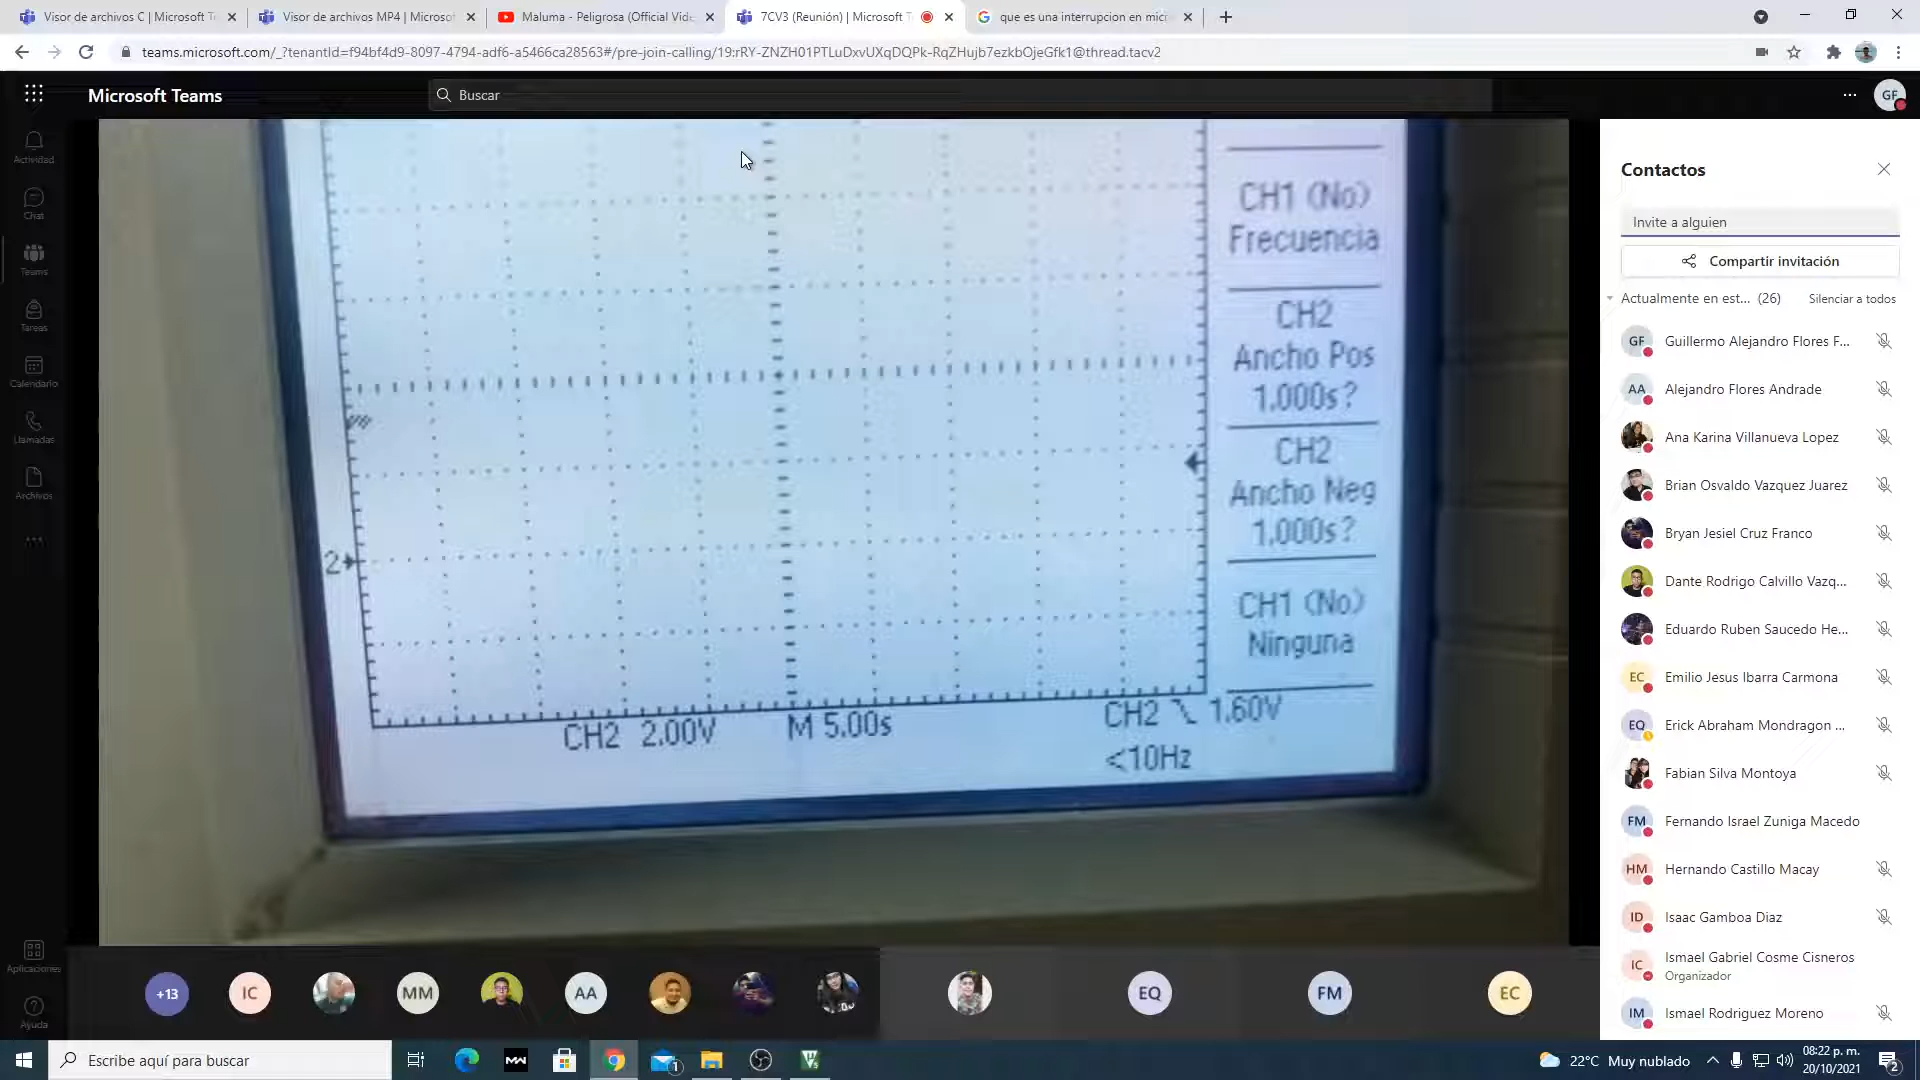 Visor de archivos C | Microsoft T
Visor de archivos MP4 | Microsof
Maluma - Peligrosa (Official Vide
7CV3 (Reunión) | Microsoft T
que es una interrupcion en micr
teams.microsoft.com/_?tenantId=f94bf4d9-8097-4794-adf6-a5466ca28563#/pre-join-calling/19:rRY-ZNZH01PTLuDxvUXqDQPk-RqZHujb7ezkbOjeGfk1@thread.tacv2
Microsoft Teams
Buscar
GF
Actividad
Chat
Teams
Tareas
Calendario
Llamadas
Archivos
Aplicaciones
Ayuda
CH1 (No)
Frecuencia
CH2
Ancho Pos
1.000s?
CH2
Ancho Neg
1.000s?
CH1 (No)
Ninguna
2
CH2 2.00V
M 5.00s
CH2 1.60V
<10Hz
Contactos
Invite a alguien
Compartir invitación
Actualmente en est... (26)
Silenciar a todos
GF Guillermo Alejandro Flores F...
AA Alejandro Flores Andrade
Ana Karina Villanueva Lopez
Brian Osvaldo Vazquez Juarez
Bryan Jesiel Cruz Franco
Dante Rodrigo Calvillo Vazq...
Eduardo Ruben Saucedo He...
EC Emilio Jesus Ibarra Carmona
EQ Erick Abraham Mondragon ...
Fabian Silva Montoya
FM Fernando Israel Zuniga Macedo
HM Hernando Castillo Macay
ID Isaac Gamboa Diaz
IC Ismael Gabriel Cosme Cisneros
Organizador
IM Ismael Rodriguez Moreno
+13 IC MM AA EQ FM EC
Escribe aquí para buscar
MW
1
22°C Muy nublado
08:22 p. m.
20/10/2021
2